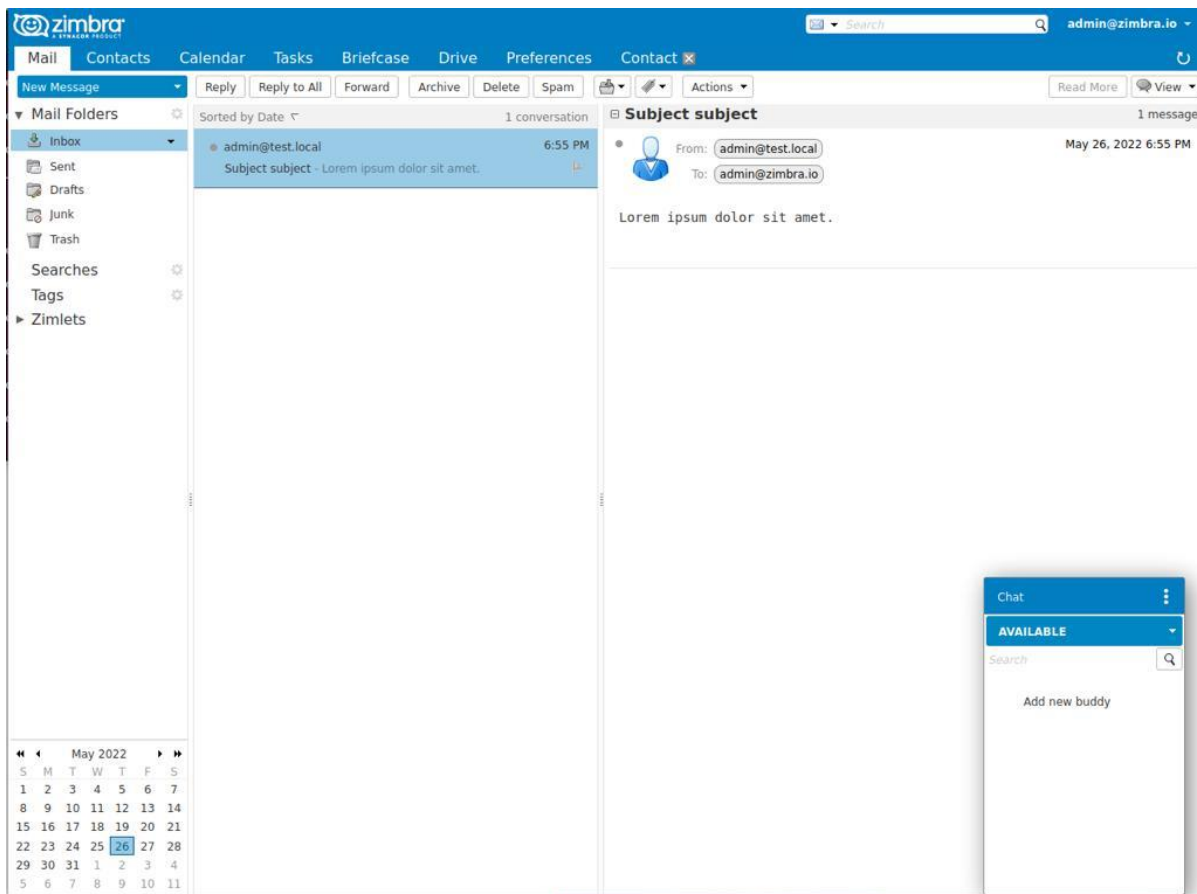 zimbra
A SYNACOR PRODUCT
Search
admin@zimbra.io
Mail Contacts Calendar Tasks Briefcase Drive Preferences Contact
New Message
Reply Reply to All Forward Archive Delete Spam Actions Read More View
Mail Folders
Inbox
Sent
Drafts
Junk
Trash
Searches
Tags
Zimlets
Sorted by Date 1 conversation
admin@test.local 6:55 PM
Subject subject - Lorem ipsum dolor sit amet.
Subject subject 1 message
From: admin@test.local May 26, 2022 6:55 PM
To: admin@zimbra.io
Lorem ipsum dolor sit amet.
Chat
AVAILABLE
Search
Add new buddy
May 2022
S M T W T F S
1 2 3 4 5 6 7
8 9 10 11 12 13 14
15 16 17 18 19 20 21
22 23 24 25 26 27 28
29 30 31 1 2 3 4
5 6 7 8 9 10 11